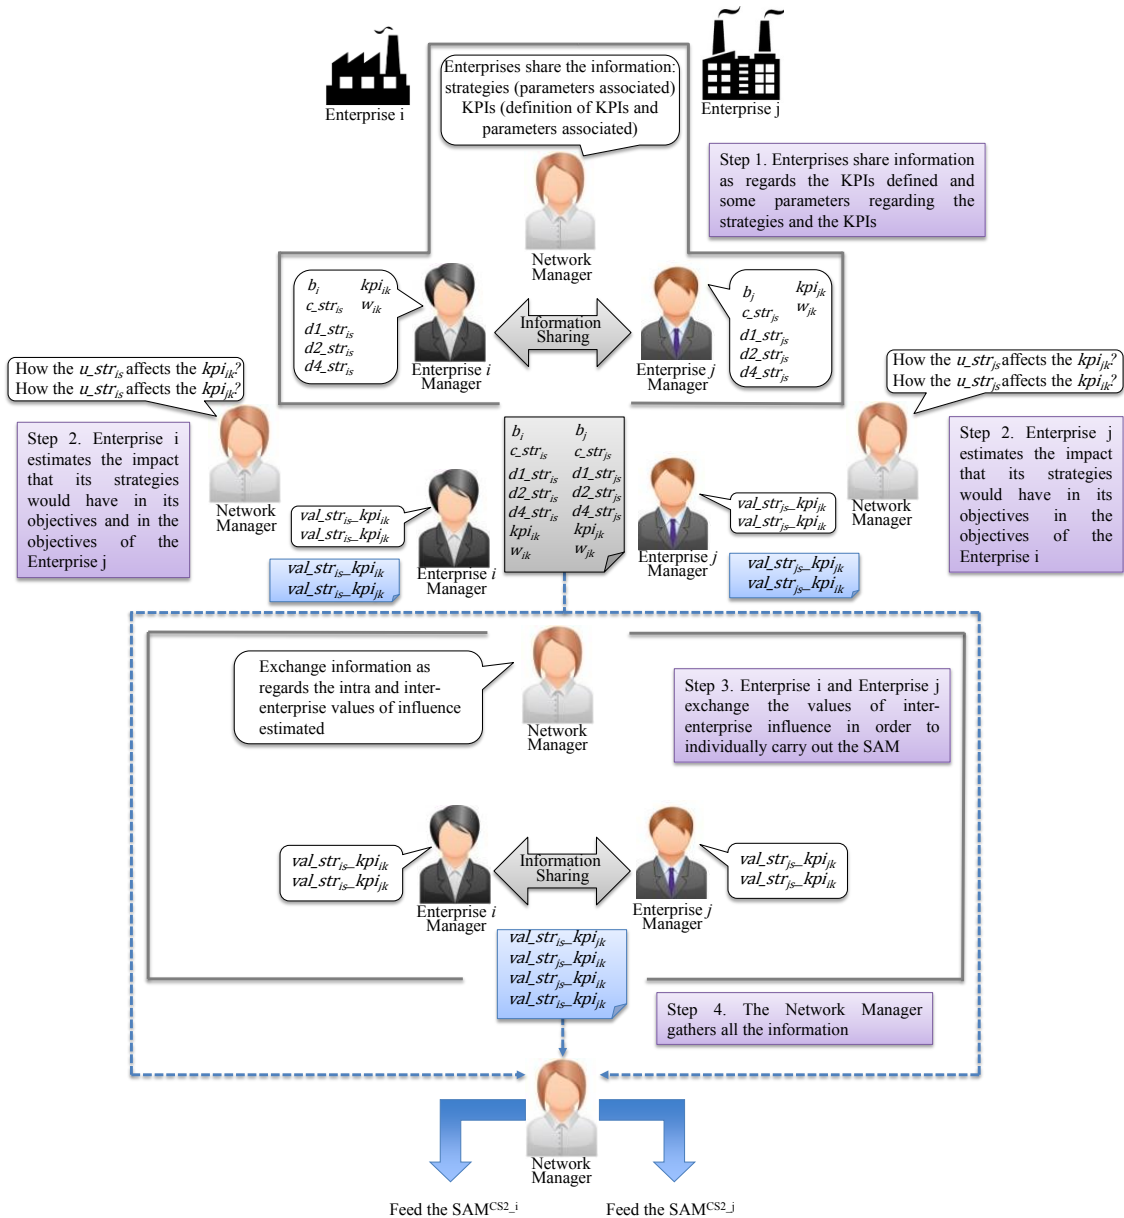 Enterprise i
Enterprises share the information:
strategies (parameters associated)
KPIs (definition of KPIs and
parameters associated)
Enterprise j
Step 1. Enterprises share information
as regards the KPIs defined and
some parameters regarding the
strategies and the KPIs
Network
Manager
b_i kpi_ik
c_str_is w_ik
d1_str_is
d2_str_is
d4_str_is
Enterprise i
Manager
Information
Sharing
Enterprise j
Manager
b_j kpi_jk
c_str_js w_jk
d1_str_js
d2_str_js
d4_str_js
How the u_str_is affects the kpi_ik?
How the u_str_is affects the kpi_jk?
Step 2. Enterprise i
estimates the impact
that its strategies
would have in its
objectives and in the
objectives of the
Enterprise j
Network
Manager
val_str_is_kpi_ik
val_str_is_kpi_jk
val_str_is_kpi_ik
val_str_is_kpi_jk
Enterprise i
Manager
b_i b_j
c_str_is c_str_js
d1_str_is d1_str_js
d2_str_is d2_str_js
d4_str_is d4_str_js
kpi_ik kpi_jk
w_ik w_jk
Enterprise j
Manager
val_str_js_kpi_jk
val_str_js_kpi_ik
val_str_js_kpi_jk
val_str_js_kpi_ik
How the u_str_js affects the kpi_jk?
How the u_str_js affects the kpi_ik?
Network
Manager
Step 2. Enterprise j
estimates the impact
that its strategies
would have in its
objectives in the
objectives of the
Enterprise i
Exchange information as
regards the intra and inter-
enterprise values of influence
estimated
Network
Manager
Step 3. Enterprise i and Enterprise j
exchange the values of inter-
enterprise influence in order to
individually carry out the SAM
val_str_is_kpi_ik
val_str_is_kpi_jk
Enterprise i
Manager
Information
Sharing
Enterprise j
Manager
val_str_js_kpi_jk
val_str_js_kpi_ik
val_str_is_kpi_jk
val_str_js_kpi_ik
val_str_js_kpi_ik
val_str_is_kpi_jk
Step 4. The Network Manager
gathers all the information
Network
Manager
Feed the SAM^CS2_i
Feed the SAM^CS2_j